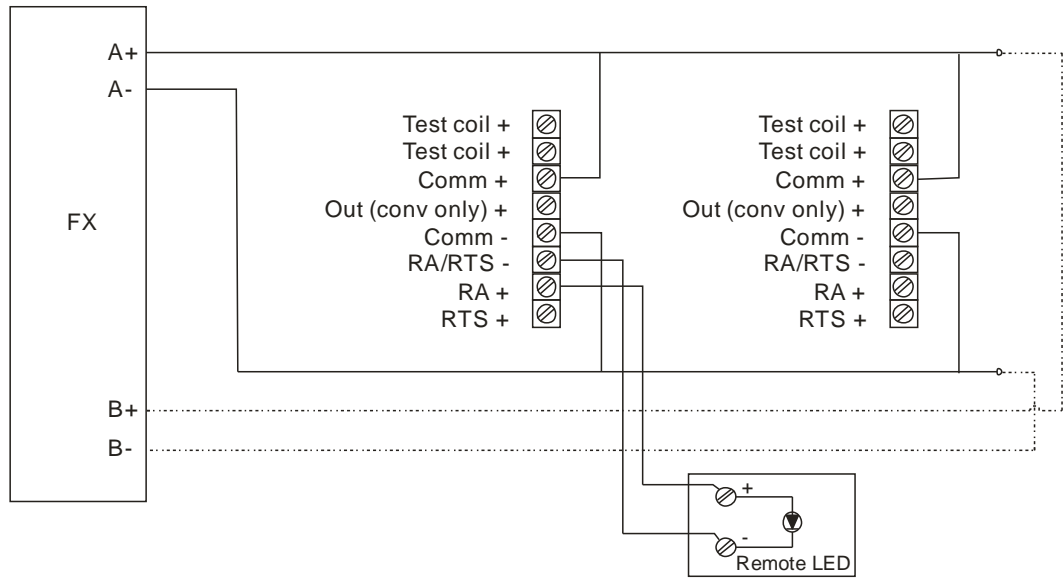 A+
A-
FX
B+
B-
Test coil +
Test coil +
Comm +
Out (conv only) +
Comm -
RA/RTS -
RA +
RTS +
Test coil +
Test coil +
Comm +
Out (conv only) +
Comm -
RA/RTS -
RA +
RTS +
+
-
Remote LED